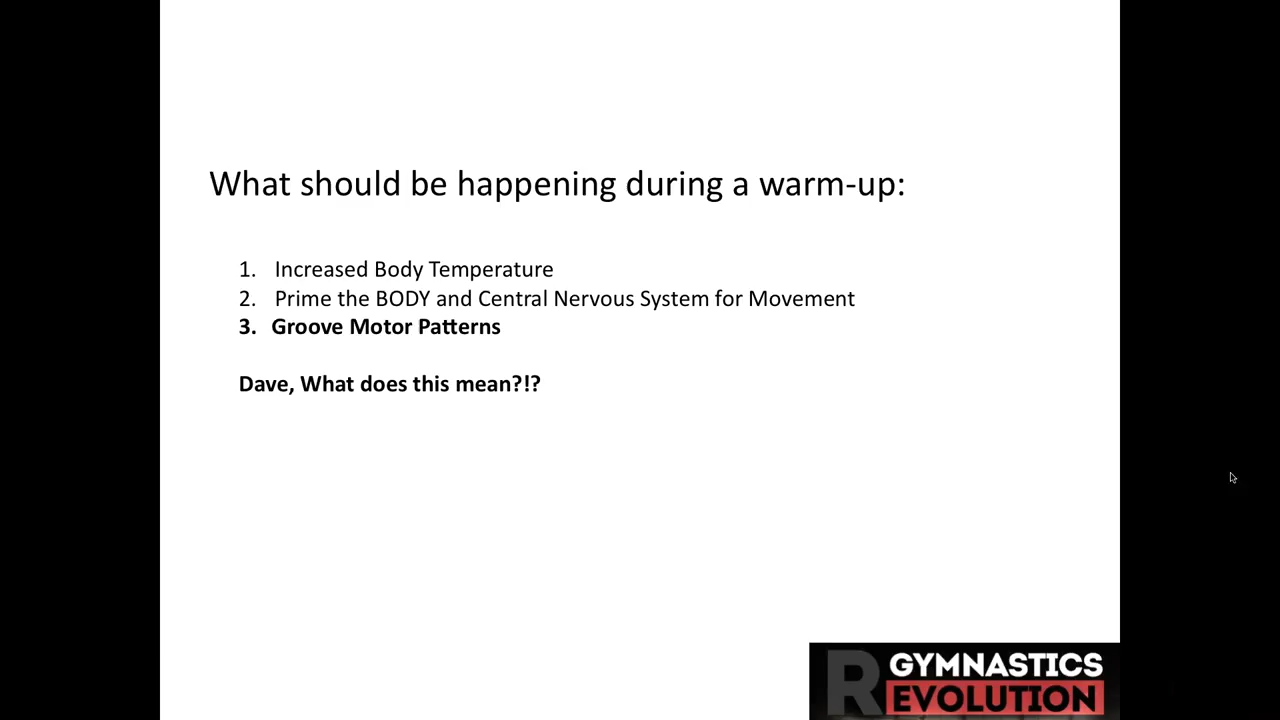 What should be happening during a warm-up:
1. Increased Body Temperature
2. Prime the BODY and Central Nervous System for Movement
3. Groove Motor Patterns
Dave, What does this mean?!?
GYMNASTICS
REVOLUTION